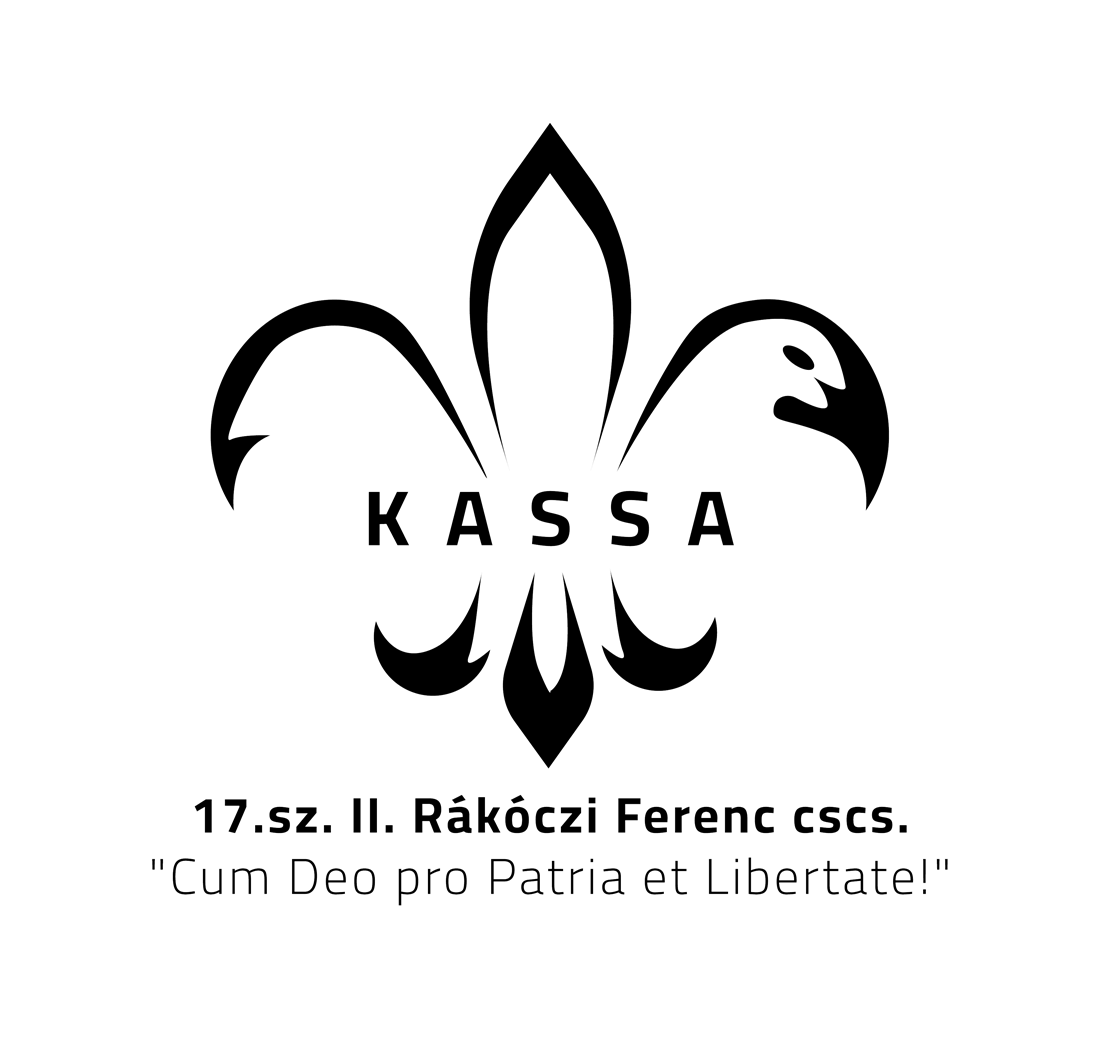 KASSA
17.sz. II. Rákóczi Ferenc cscs.
"Cum Deo pro Patria et Libertate!"